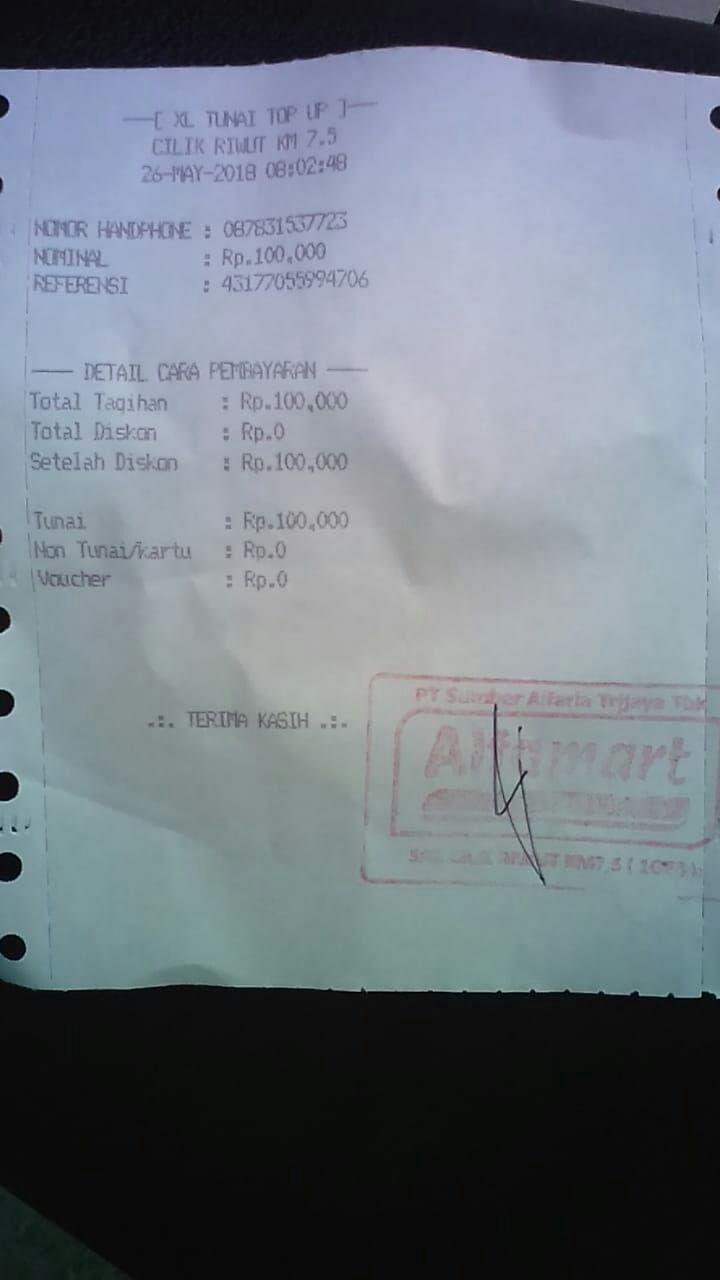 [ XL TUNAI TOP UP ]
CILIK RIWUT KM 7.5
26-MAY-2018 08:02:48
NOMOR HANDPHONE : 087831537723
NOMINAL : Rp.100,000
REFERENSI : 43177055994706
DETAIL CARA PEMBAYARAN
Total Tagihan : Rp.100,000
Total Diskon : Rp.0
Setelah Diskon : Rp.100,000
Tunai : Rp.100,000
Non Tunai/kartu : Rp.0
Voucher : Rp.0
.:. TERIMA KASIH .:.
PT Sumber Alfaria Trijaya Tbk
Alfamart
RIWUT KM7,5